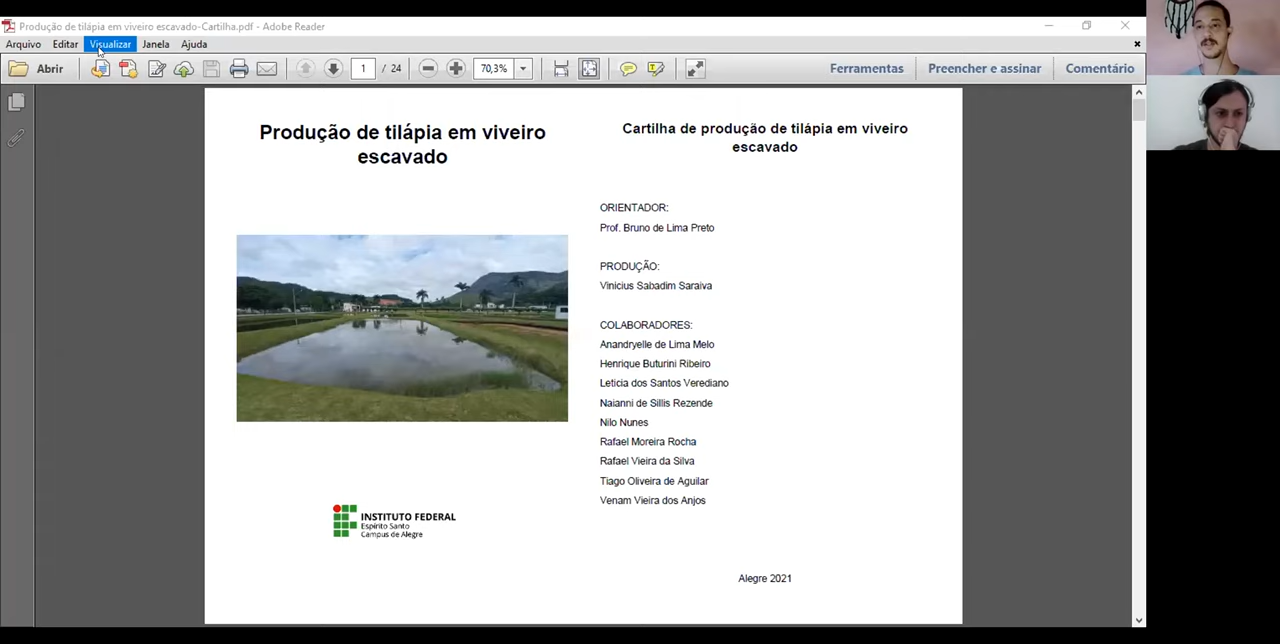 Produção de tilápia em viveiro escavado-Cartilha.pdf - Adobe Reader
Arquivo Editar Visualizar Janela Ajuda
Abrir 1 / 24 70,3% Ferramentas Preencher e assinar Comentário
Produção de tilápia em viveiro
escavado
INSTITUTO FEDERAL
Espírito Santo
Campus de Alegre
Cartilha de produção de tilápia em viveiro
escavado
ORIENTADOR:
Prof. Bruno de Lima Preto
PRODUÇÃO:
Vinicius Sabadim Saraiva
COLABORADORES:
Anandryelle de Lima Melo
Henrique Buturini Ribeiro
Leticia dos Santos Verediano
Naianni de Sillis Rezende
Nilo Nunes
Rafael Moreira Rocha
Rafael Vieira da Silva
Tiago Oliveira de Aguilar
Venam Vieira dos Anjos
Alegre 2021